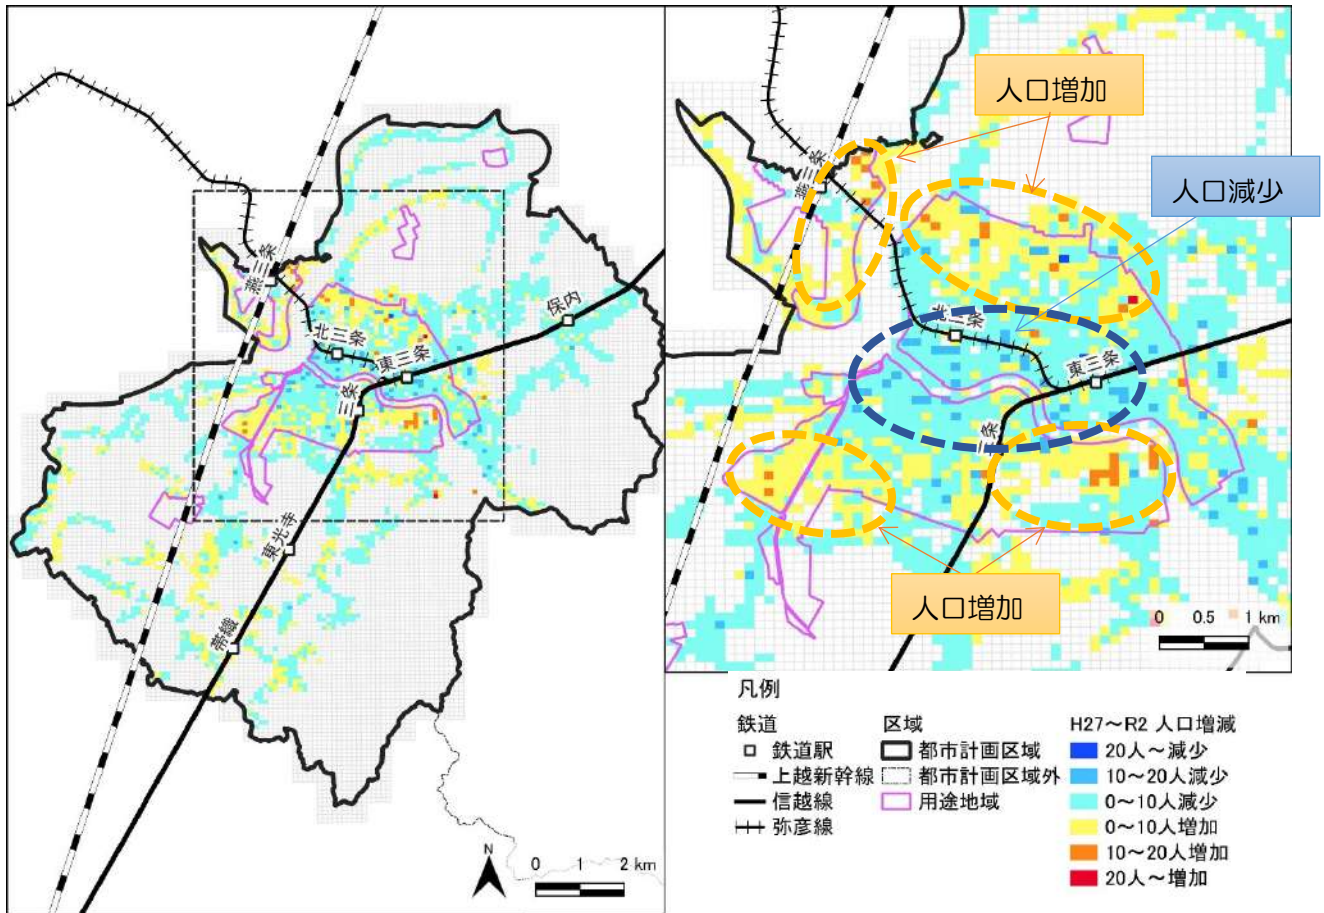 燕三条
北三条
東三条
三条
保内
東光寺
帯織
N
0 1 2 km
人口増加
人口減少
燕三条
北三条
東三条
三条
人口増加
0 0.5 1 km
凡例
鉄道
鉄道駅
上越新幹線
信越線
弥彦線
区域
都市計画区域
都市計画区域外
用途地域
H27～R2 人口増減
20人～減少
10～20人減少
0～10人減少
0～10人増加
10～20人増加
20人～増加